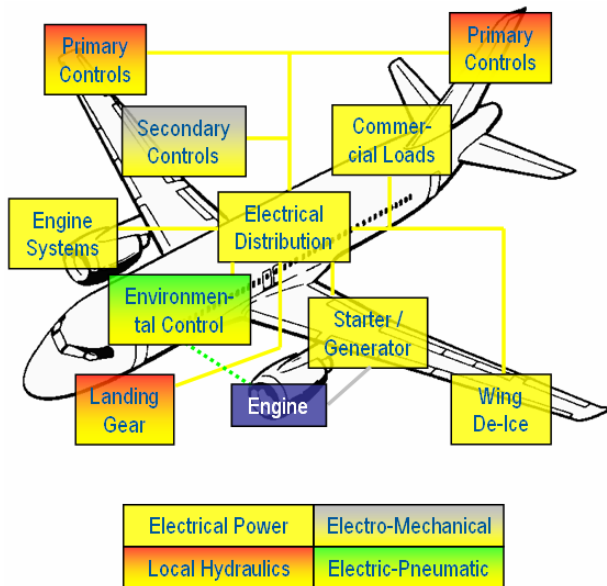 Primary
Controls
Primary
Controls
Secondary
Controls
Commer-
cial Loads
Engine
Systems
Electrical
Distribution
Environmen-
tal Control
Starter /
Generator
Landing
Gear
Engine
Wing
De-Ice
Electrical Power
Electro-Mechanical
Local Hydraulics
Electric-Pneumatic